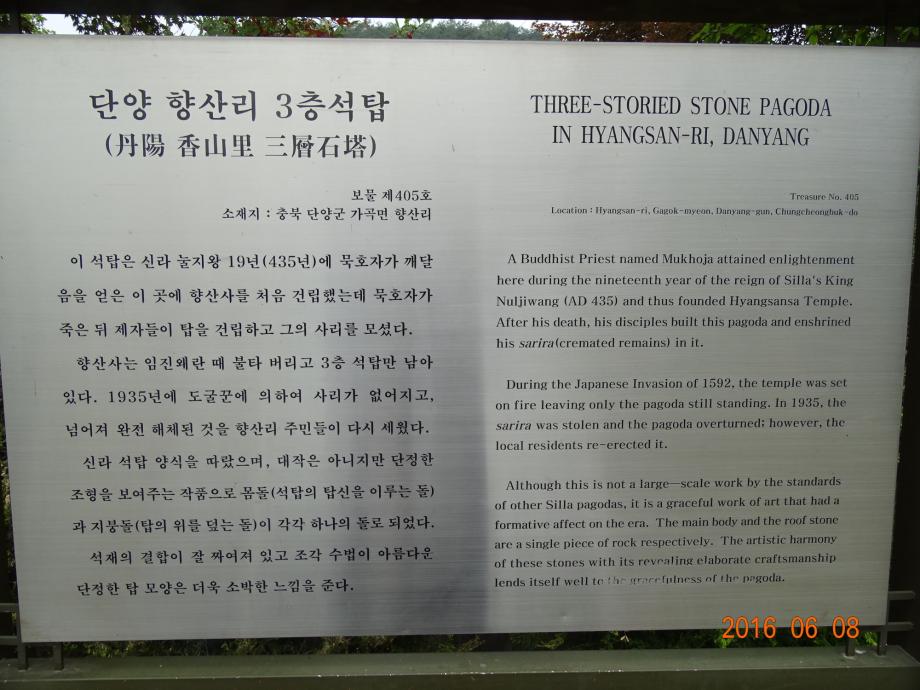 단양 향산리 3층석탑
(丹陽 香山里 三層石塔)
보물 제405호
소재지 : 충북 단양군 가곡면 향산리
이 석탑은 신라 눌지왕 19년(435년)에 묵호자가 깨달
음을 얻은 이 곳에 향산사를 처음 건립했는데 묵호자가
죽은 뒤 제자들이 탑을 건립하고 그의 사리를 모셨다.
향산사는 임진왜란 때 불타 버리고 3층 석탑만 남아
있다. 1935년에 도굴꾼에 의하여 사리가 없어지고,
넘어져 완전 해체된 것을 향산리 주민들이 다시 세웠다.
신라 석탑 양식을 따랐으며, 대작은 아니지만 단정한
조형을 보여주는 작품으로 몸돌(석탑의 탑신을 이루는 돌)
과 지붕돌(탑의 위를 덮는 돌)이 각각 하나의 돌로 되었다.
석재의 결합이 잘 짜여져 있고 조각 수법이 아름다운
단정한 탑 모양은 더욱 소박한 느낌을 준다.
THREE-STORIED STONE PAGODA
IN HYANGSAN-RI, DANYANG
Treasure No. 405
Location : Hyangsan-ri, Gagok-myeon, Danyang-gun, Chungcheongbuk-do
A Buddhist Priest named Mukhoja attained enlightenment
here during the nineteenth year of the reign of Silla's King
Nuljiwang (AD 435) and thus founded Hyangsansa Temple.
After his death, his disciples built this pagoda and enshrined
his sarira(cremated remains) in it.
During the Japanese Invasion of 1592, the temple was set
on fire leaving only the pagoda still standing. In 1935, the
sarira was stolen and the pagoda overturned; however, the
local residents re-erected it.
Although this is not a large—scale work by the standards
of other Silla pagodas, it is a graceful work of art that had a
formative affect on the era. The main body and the roof stone
are a single piece of rock respectively. The artistic harmony
of these stones with its revealing elaborate craftsmanship
lends itself well to the gracefulness of the pagoda.
2016 06 08